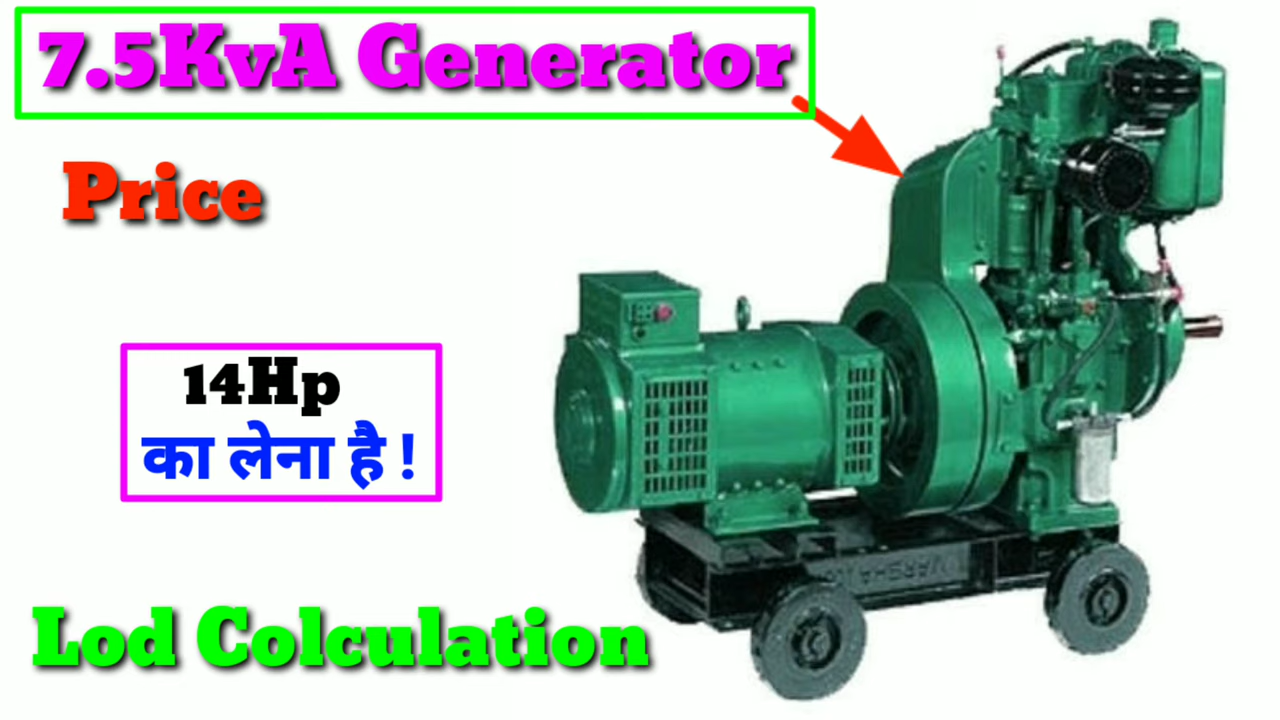 7.5KvA Generator
Price
14Hp
का लेना है !
Lod Colculation